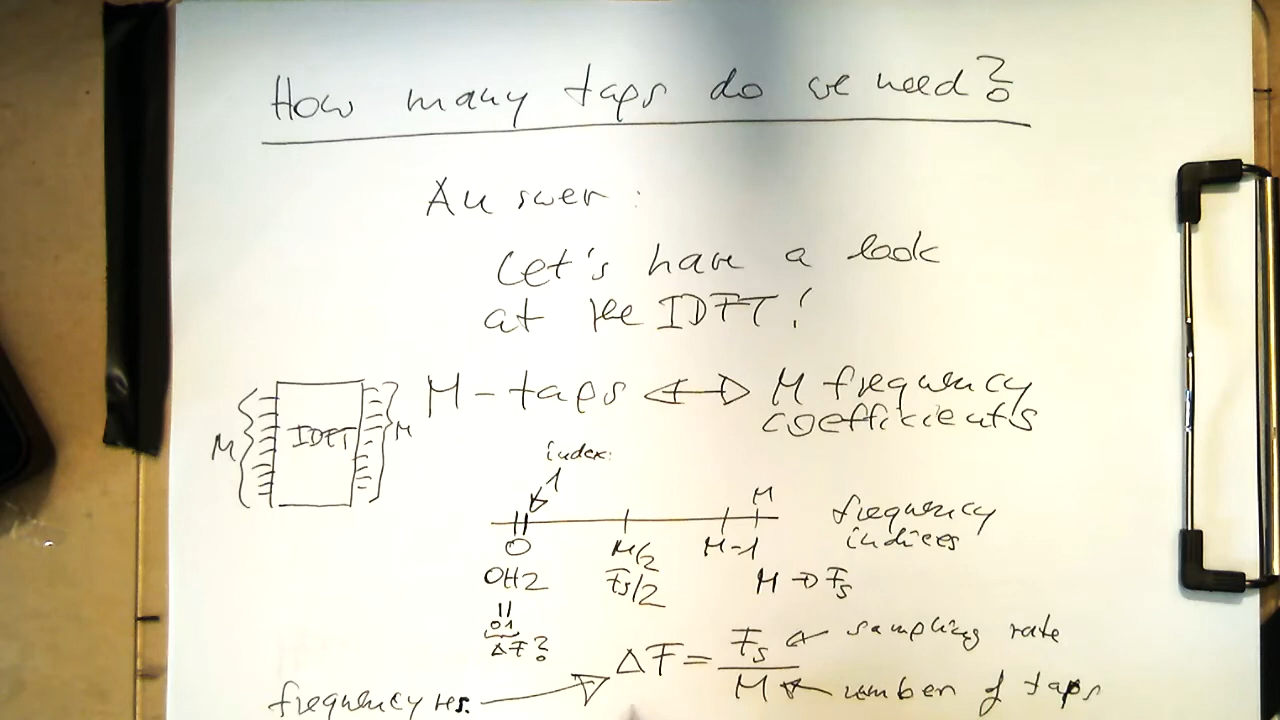 How many taps do we need?
Answer:
Let's have a look
at the IDFT!
M IDFT M
M-taps <-> M frequency
coefficients
index:
1
M
frequency
indices
0 M/2 M-1
0Hz Fs/2 M → Fs
0 1
ΔF?
ΔF = Fs / M
sampling rate
number of taps
frequency res.